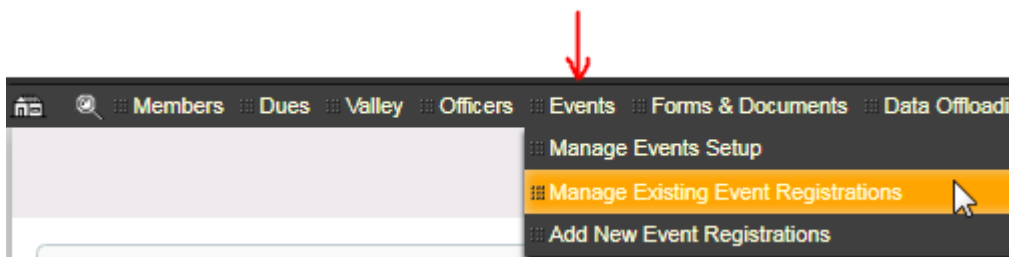 Members Dues Valley Officers Events Forms & Documents Data Offloadi
Manage Events Setup
Manage Existing Event Registrations
Add New Event Registrations